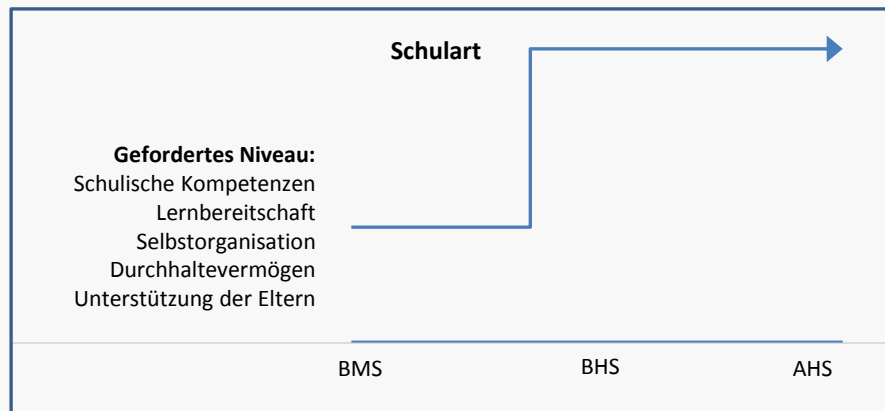 Schulart
Gefordertes Niveau:
Schulische Kompetenzen
Lernbereitschaft
Selbstorganisation
Durchhaltevermögen
Unterstützung der Eltern
BMS
BHS
AHS